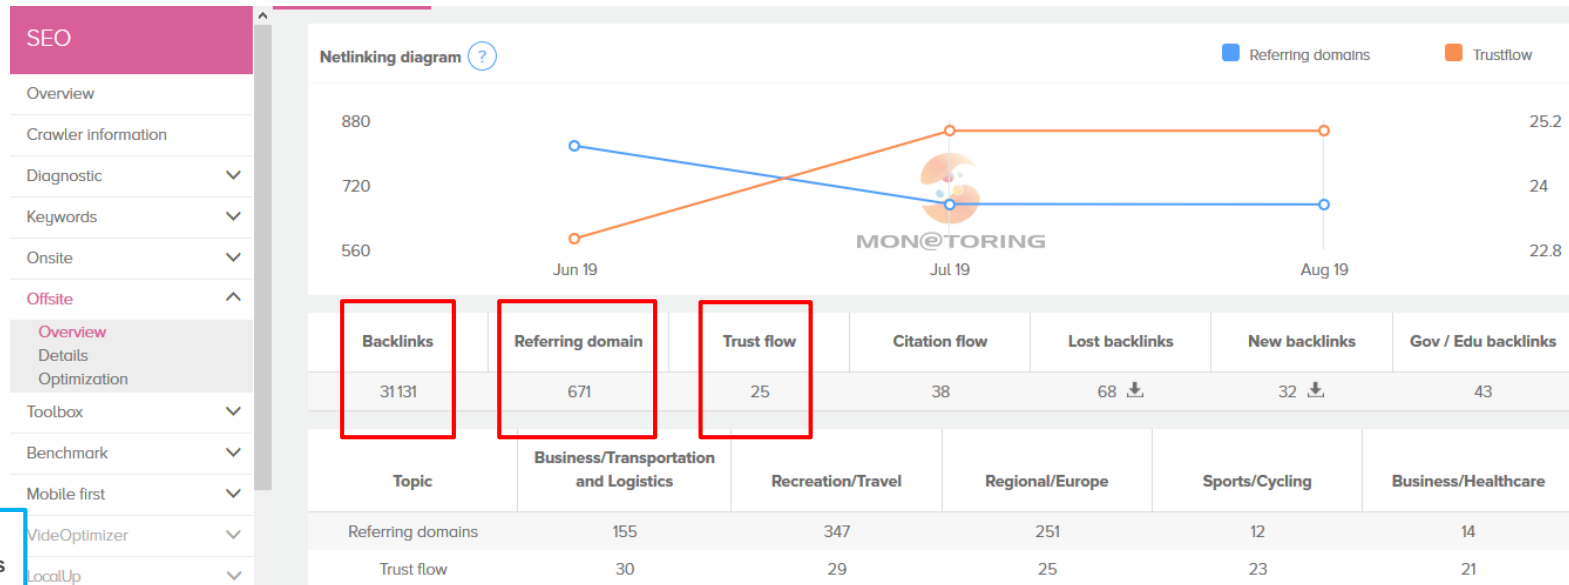 SEO
Overview
Crawler information
Diagnostic
Keywords
Onsite
Offsite
Overview
Details
Optimization
Toolbox
Benchmark
Mobile first
VideOptimizer
LocalUp
s
Netlinking diagram ?
Referring domains Trustflow
880 25.2
720 24
560 22.8
MON@TORING
Jun 19 Jul 19 Aug 19
Backlinks Referring domain Trust flow Citation flow Lost backlinks New backlinks Gov / Edu backlinks
31131 671 25 38 68 32 43
Topic Business/Transportation and Logistics Recreation/Travel Regional/Europe Sports/Cycling Business/Healthcare
Referring domains 155 347 251 12 14
Trust flow 30 29 25 23 21